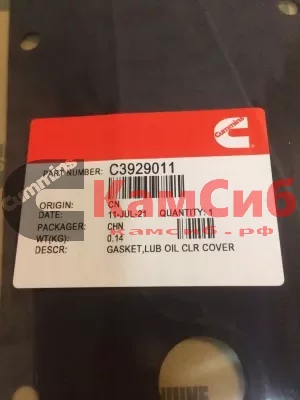 Cummins
PART NUMBER: C3929011
ORIGIN: CN
DATE: 11-JUL-21 QUANTITY: 1
PACKAGER: CHN
WT(KG): 0.14
DESCR: GASKET,LUB OIL CLR COVER
Cummins
КамСиб
камсиб.рф